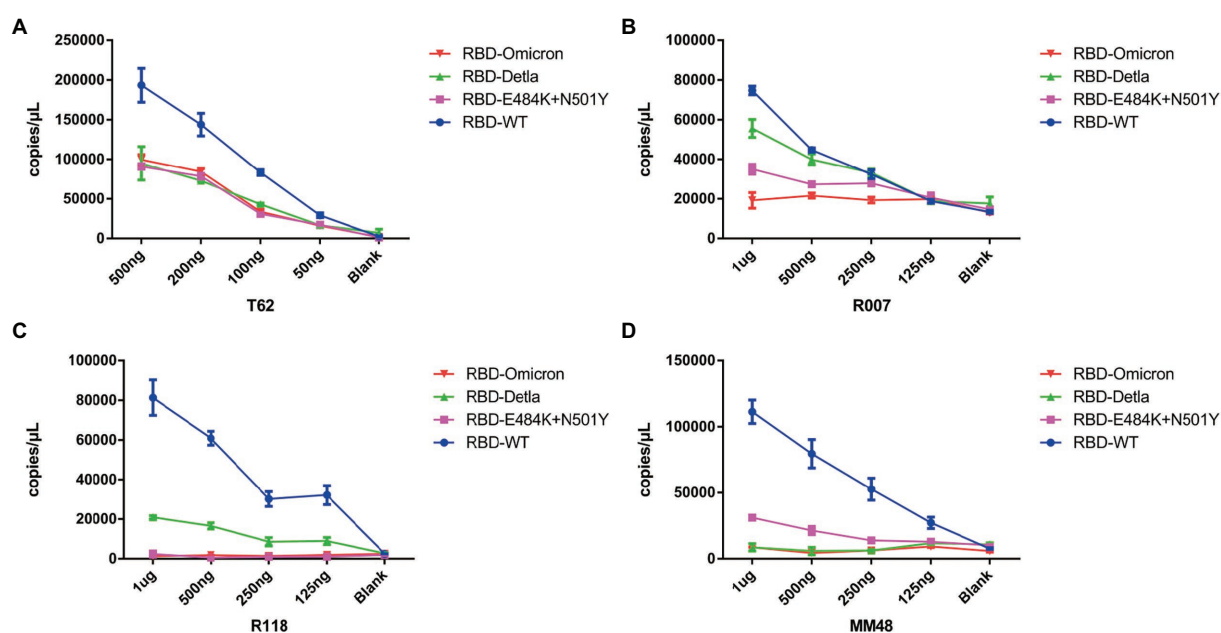 A
250000
200000
150000
100000
50000
0
copies/μL
500ng
200ng
100ng
50ng
Blank
T62
RBD-Omicron
RBD-Detla
RBD-E484K+N501Y
RBD-WT
B
100000
80000
60000
40000
20000
0
copies/μL
1ug
500ng
250ng
125ng
Blank
R007
RBD-Omicron
RBD-Detla
RBD-E484K+N501Y
RBD-WT
C
100000
80000
60000
40000
20000
0
copies/μL
1ug
500ng
250ng
125ng
Blank
R118
RBD-Omicron
RBD-Detla
RBD-E484K+N501Y
RBD-WT
D
150000
100000
50000
0
copies/μL
1ug
500ng
250ng
125ng
Blank
MM48
RBD-Omicron
RBD-Detla
RBD-E484K+N501Y
RBD-WT